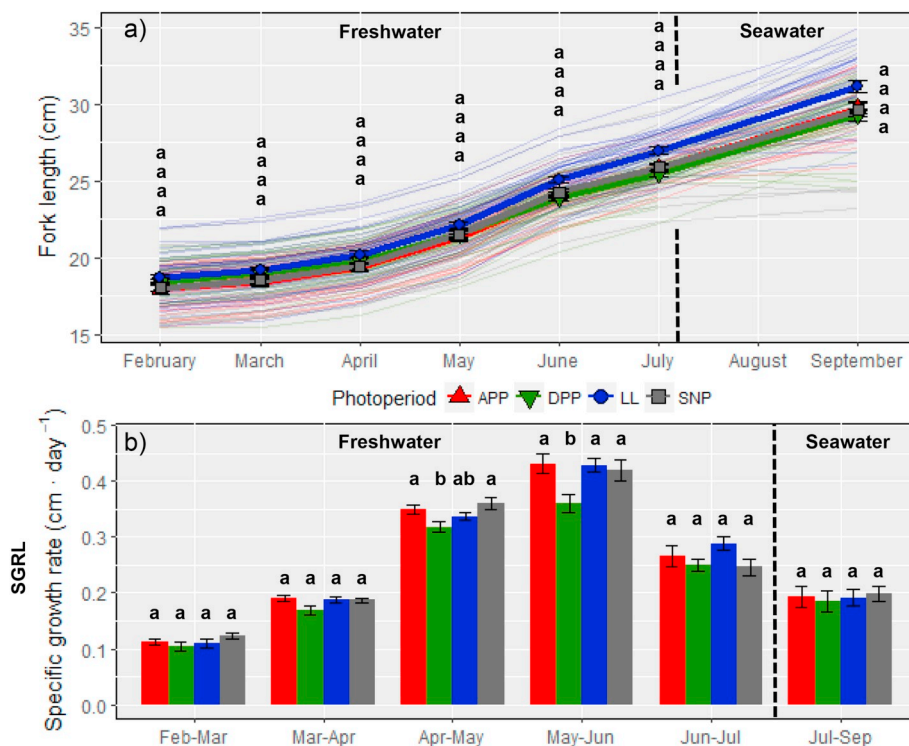 a)
Freshwater
Seawater
35
30
25
20
15
Fork length (cm)
a a a a a a a
a a a a a a a
a a a a a a a
a a a a a a a
February March April May June July August September
Photoperiod APP DPP LL SNP
b)
Freshwater
Seawater
0.5
0.4
0.3
0.2
0.1
0.0
SGRL
Specific growth rate (cm · day⁻¹)
a a a a
a a a a
a b ab a
a b a a
a a a a
a a a a
Feb-Mar Mar-Apr Apr-May May-Jun Jun-Jul Jul-Sep